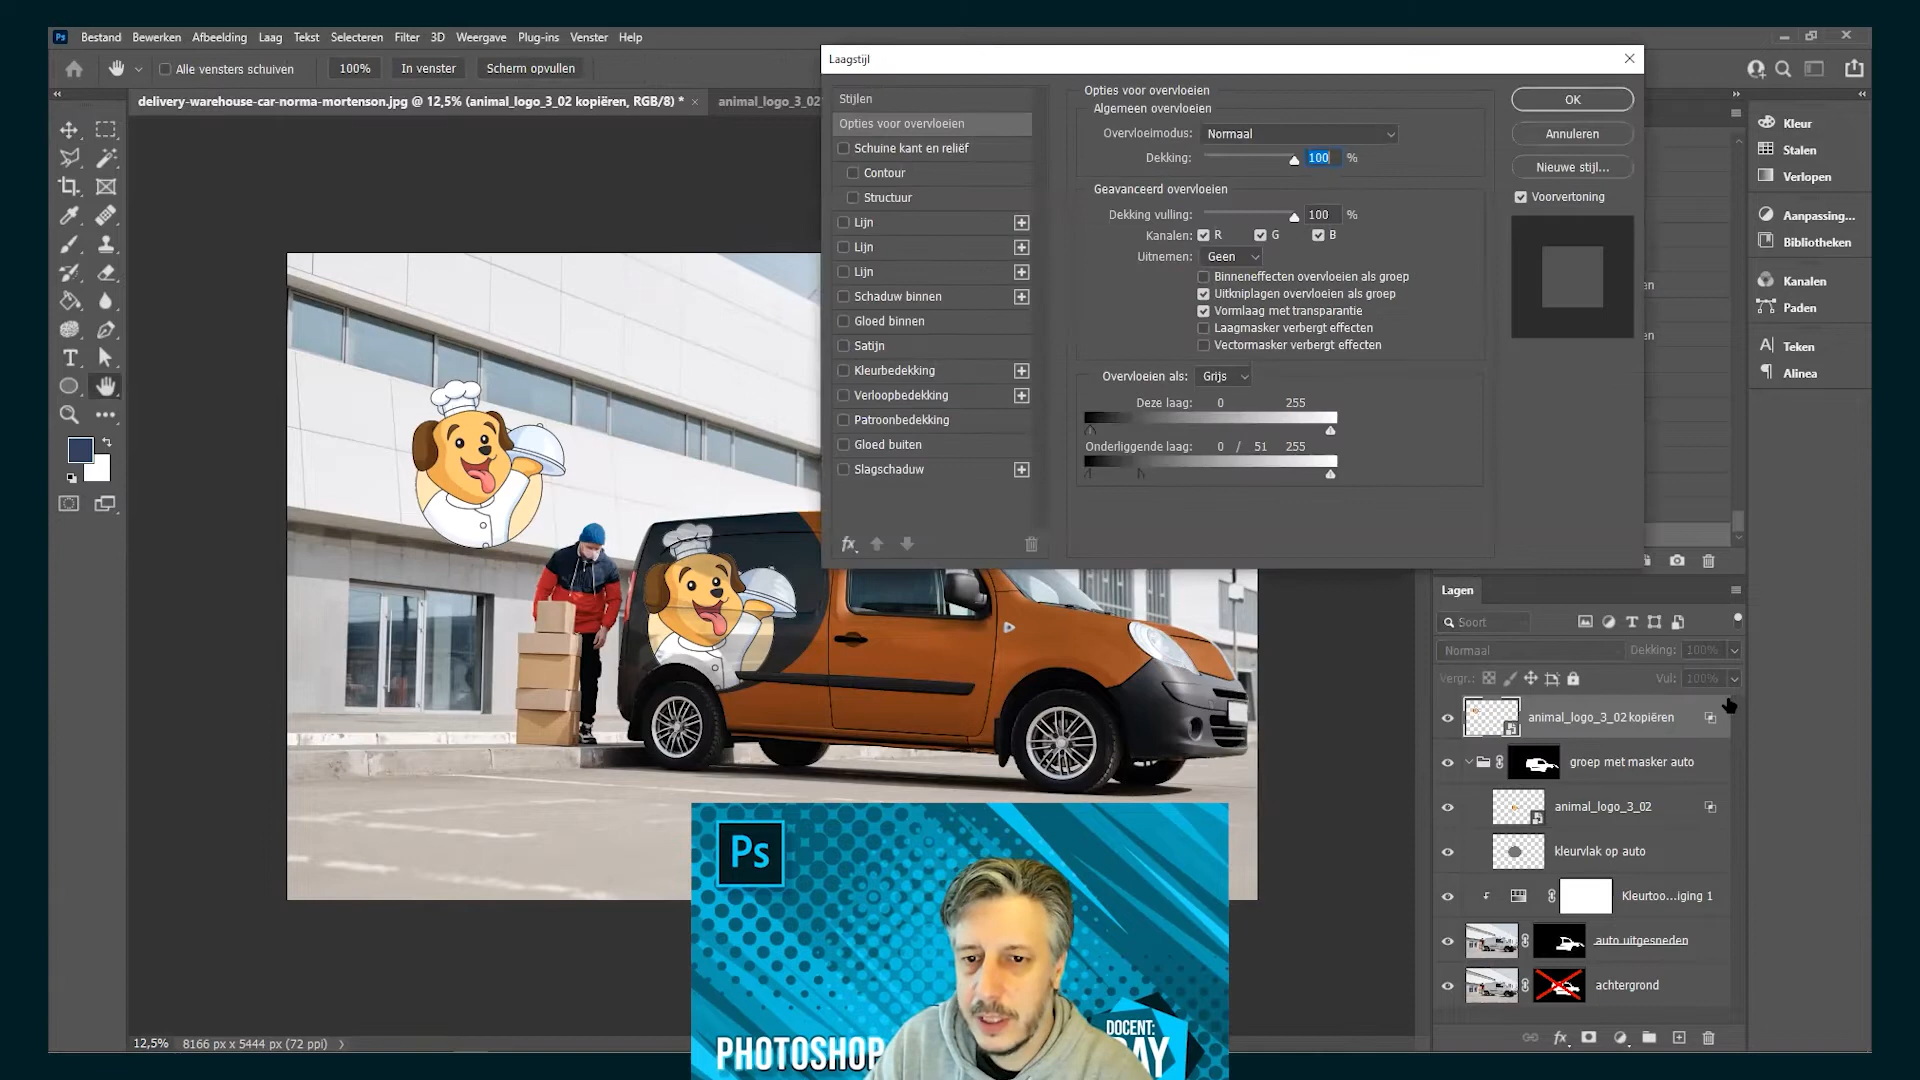 Ps Bestand Bewerken Afbeelding Laag Tekst Selecteren Filter 3D Weergave Plug-ins Venster Help
Alle vensters schuiven 100% In venster Scherm opvullen
delivery-warehouse-car-norma-mortenson.jpg @ 12,5% (animal_logo_3_02 kopiëren, RGB/8) * ×
animal_logo_3_02
Laagstijl
Stijlen
Opties voor overvloeien
Schuine kant en reliëf
Contour
Structuur
Lijn
Lijn
Lijn
Schaduw binnen
Gloed binnen
Satijn
Kleurbedekking
Verloopbedekking
Patroonbedekking
Gloed buiten
Slagschaduw
fx
Opties voor overvloeien
Algemeen overvloeien
Overvloeimodus: Normaal
Dekking: 100 %
Geavanceerd overvloeien
Dekking vulling: 100 %
Kanalen: R G B
Uitnemen: Geen
Binneneffecten overvloeien als groep
Uitkniplagen overvloeien als groep
Vormlaag met transparantie
Laagmasker verbergt effecten
Vectormasker verbergt effecten
Overvloeien als: Grijs
Deze laag: 0 255
Onderliggende laag: 0 / 51 255
OK
Annuleren
Nieuwe stijl...
Voorvertoning
Kleur
Stalen
Verlopen
Aanpassing...
Bibliotheken
Kanalen
Paden
Teken
Alinea
Lagen
Soort
Normaal Dekking: 100%
Vergr.: Vul: 100%
animal_logo_3_02 kopiëren
groep met masker auto
animal_logo_3_02
kleurvlak op auto
Kleurtoo...iging 1
auto uitgesneden
achtergrond
fx
12,5% 8166 px x 5444 px (72 ppi)
Ps
PHOTOSHOP
DOCENT: